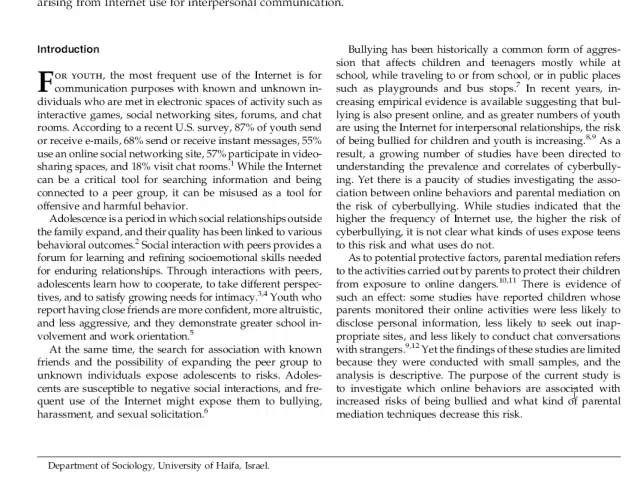 arising from Internet use for interpersonal communication.
Introduction
For youth, the most frequent use of the Internet is for
communication purposes with known and unknown in-
dividuals who are met in electronic spaces of activity such as
interactive games, social networking sites, forums, and chat
rooms. According to a recent U.S. survey, 87% of youth send
or receive e-mails, 68% send or receive instant messages, 55%
use an online social networking site, 57% participate in video-
sharing spaces, and 18% visit chat rooms.1 While the Internet
can be a critical tool for searching information and being
connected to a peer group, it can be misused as a tool for
offensive and harmful behavior.
Adolescence is a period in which social relationships outside
the family expand, and their quality has been linked to various
behavioral outcomes.2 Social interaction with peers provides a
forum for learning and refining socioemotional skills needed
for enduring relationships. Through interactions with peers,
adolescents learn how to cooperate, to take different perspec-
tives, and to satisfy growing needs for intimacy.3,4 Youth who
report having close friends are more confident, more altruistic,
and less aggressive, and they demonstrate greater school in-
volvement and work orientation.5
At the same time, the search for association with known
friends and the possibility of expanding the peer group to
unknown individuals expose adolescents to risks. Adoles-
cents are susceptible to negative social interactions, and fre-
quent use of the Internet might expose them to bullying,
harassment, and sexual solicitation.6
Bullying has been historically a common form of aggres-
sion that affects children and teenagers mostly while at
school, while traveling to or from school, or in public places
such as playgrounds and bus stops.7 In recent years, in-
creasing empirical evidence is available suggesting that bul-
lying is also present online, and as greater numbers of youth
are using the Internet for interpersonal relationships, the risk
of being bullied for children and youth is increasing.8,9 As a
result, a growing number of studies have been directed to
understanding the prevalence and correlates of cyberbully-
ing. Yet there is a paucity of studies investigating the asso-
ciation between online behaviors and parental mediation on
the risk of cyberbullying. While studies indicated that the
higher the frequency of Internet use, the higher the risk of
cyberbullying, it is not clear what kinds of uses expose teens
to this risk and what uses do not.
As to potential protective factors, parental mediation refers
to the activities carried out by parents to protect their children
from exposure to online dangers.10,11 There is evidence of
such an effect: some studies have reported children whose
parents monitored their online activities were less likely to
disclose personal information, less likely to seek out inap-
propriate sites, and less likely to conduct chat conversations
with strangers.9,12 Yet the findings of these studies are limited
because they were conducted with small samples, and the
analysis is descriptive. The purpose of the current study is
to investigate which online behaviors are associated with
increased risks of being bullied and what kind of parental
mediation techniques decrease this risk.
Department of Sociology, University of Haifa, Israel.